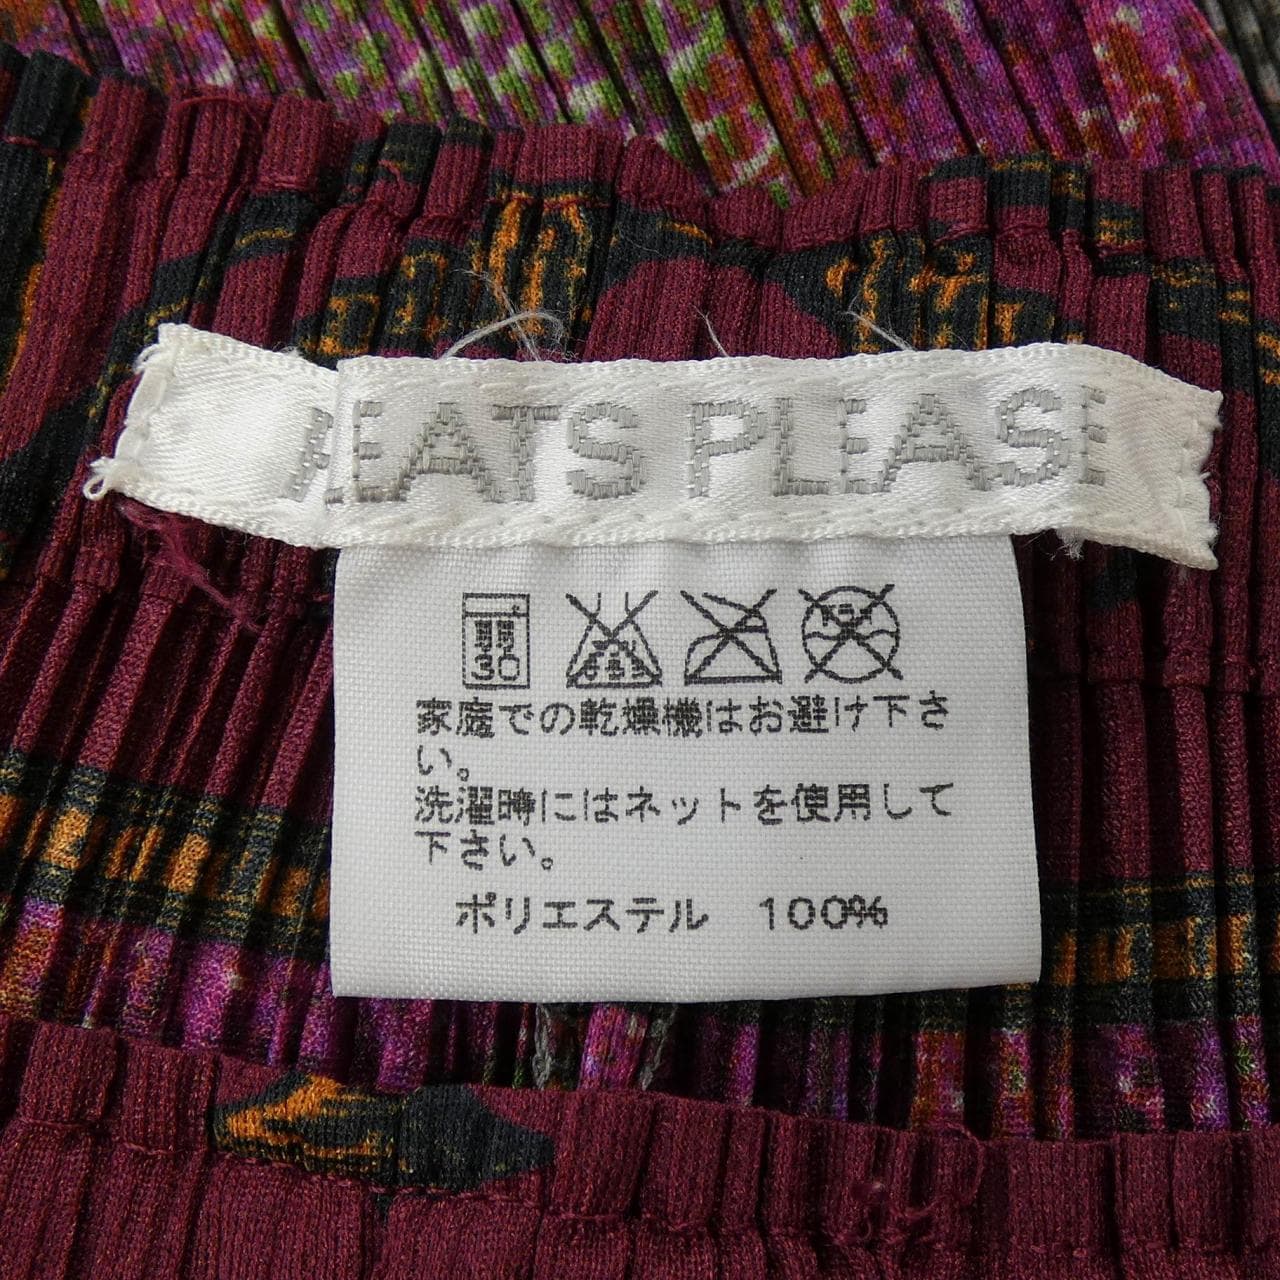 PLEATS PLEASE
30
家庭での乾燥機はお避け下さ
い。
洗濯時にはネットを使用して
下さい。
ポリエステル 100%